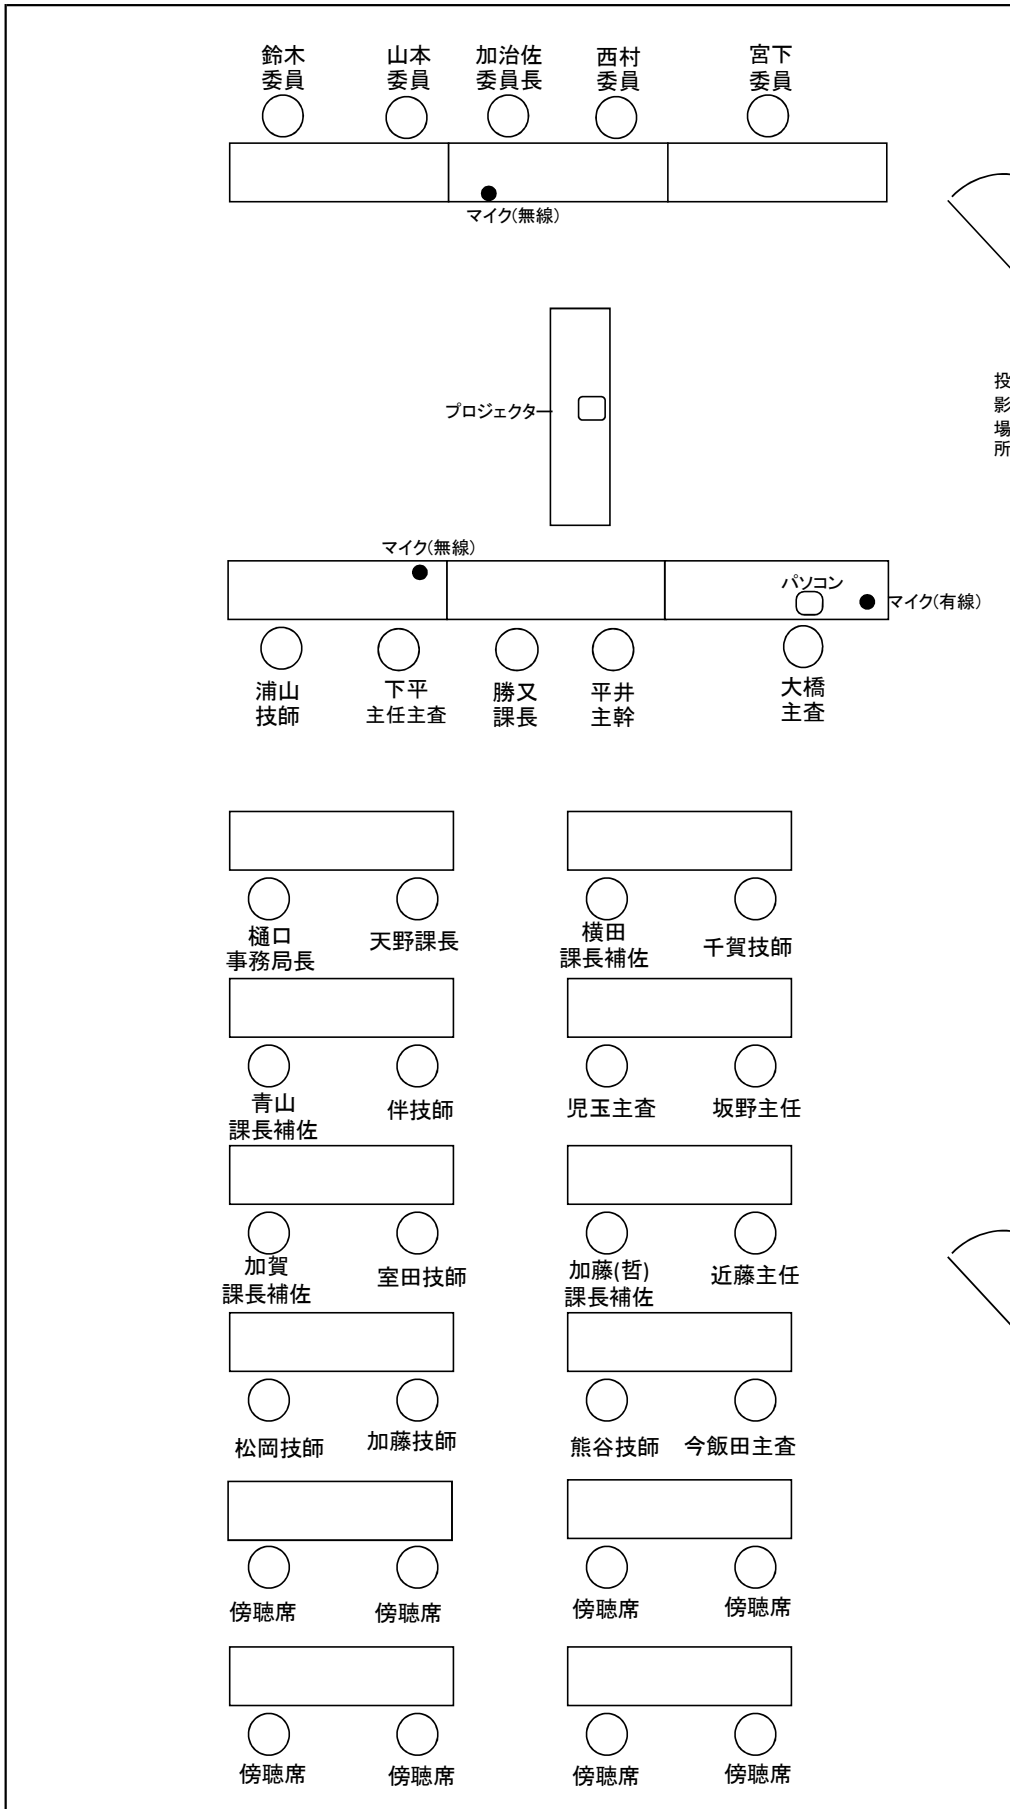 鈴木
委員
山本
委員
加治佐
委員長
西村
委員
宮下
委員
マイク(無線)
プロジェクタ
投
影
場
所
マイク(無線)
パソコン
マイク(有線)
浦山
技師
下平
主任主査
勝又
課長
平井
主幹
大橋
主査
樋口
事務局長
天野課長
横田
課長補佐
千賀技師
青山
課長補佐
伴技師
児玉主査
坂野主任
加賀
課長補佐
室田技師
加藤(哲)
課長補佐
近藤主任
松岡技師
加藤技師
熊谷技師
今飯田主査
傍聴席
傍聴席
傍聴席
傍聴席
傍聴席
傍聴席
傍聴席
傍聴席